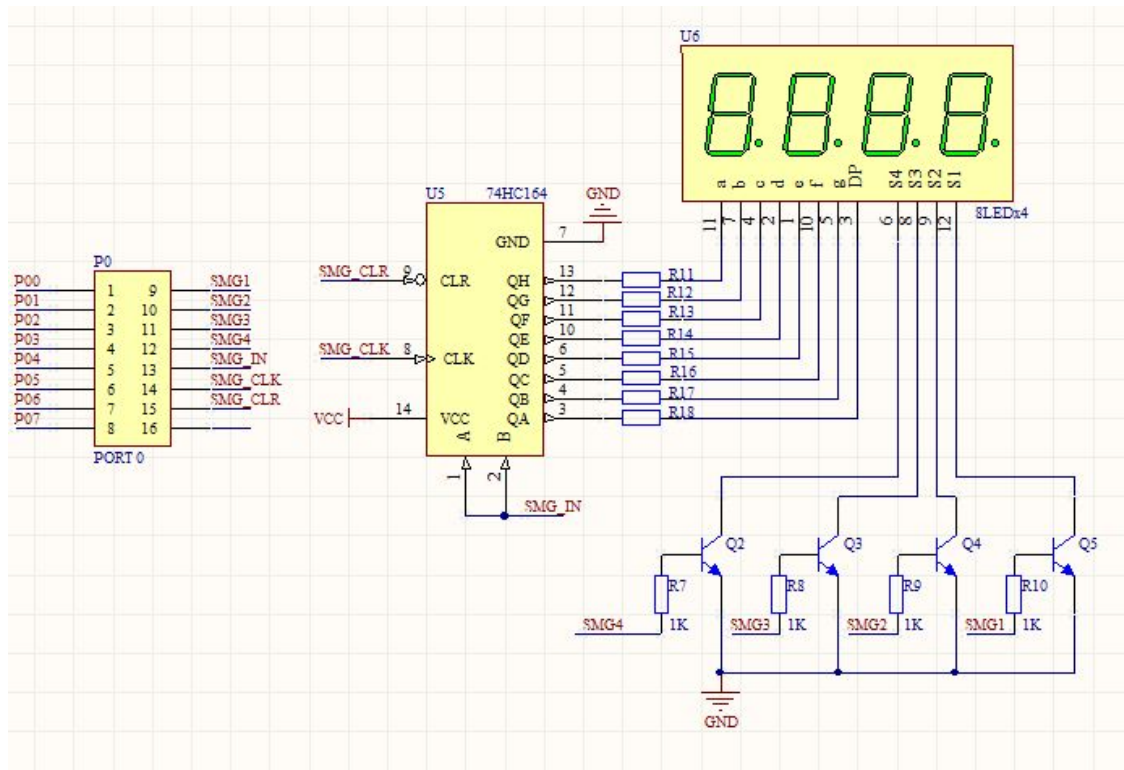 U6
a b c d e f g DP S4 S3 S2 S1
11 7 4 2 1 10 5 3 6 8 9 12
8LEDx4
U5 74HC164
GND
GND 7
SMG_CLR 9 CLR QH 13 R11
QG 12 R12
QF 11 R13
QE 10 R14
SMG_CLK 8 CLK QD 6 R15
QC 5 R16
QB 4 R17
VCC 14 VCC QA 3 R18
A B
1 2
SMG_IN
P0
P00 1 9 SMG1
P01 2 10 SMG2
P02 3 11 SMG3
P03 4 12 SMG4
P04 5 13 SMG_IN
P05 6 14 SMG_CLK
P06 7 15 SMG_CLR
P07 8 16
PORT 0
Q2 Q3 Q4 Q5
R7 R8 R9 R10
SMG4 1K SMG3 1K SMG2 1K SMG1 1K
GND